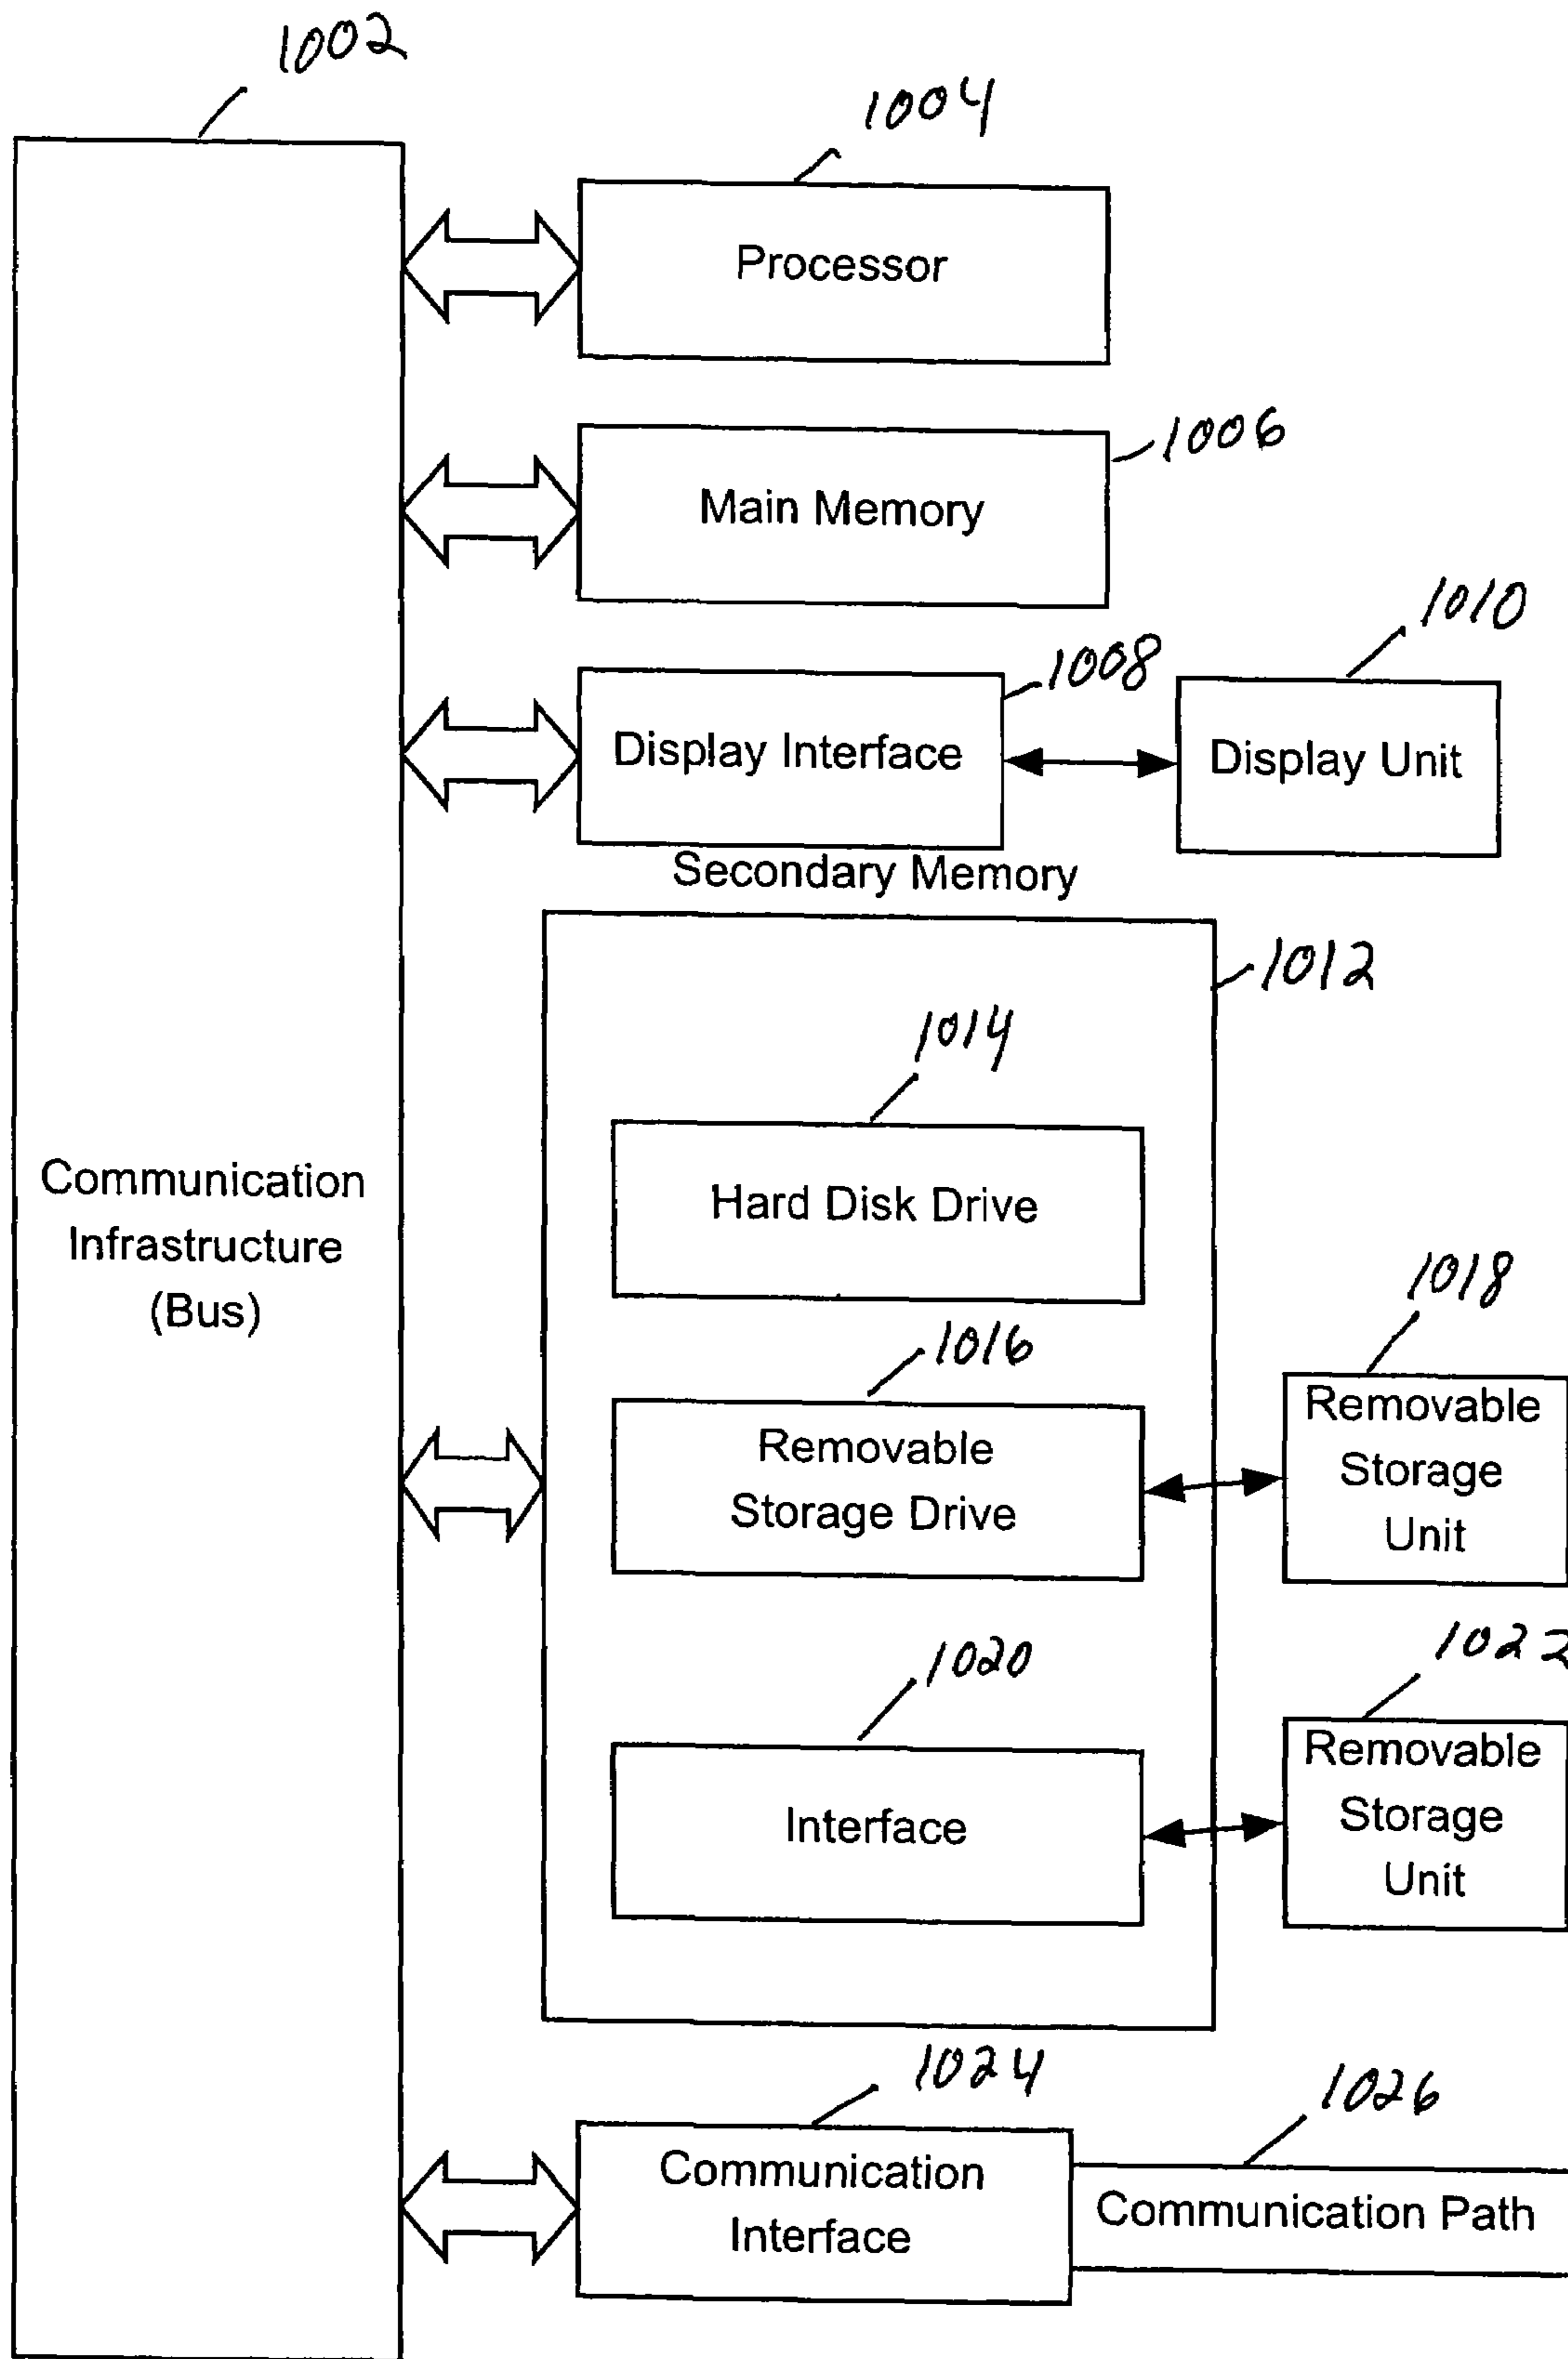 1002
1004
Processor
1006
Main Memory
1008
1010
Display Interface
Display Unit
Secondary Memory
1012
1014
Hard Disk Drive
Communication
Infrastructure
(Bus)
1016
Removable
Storage Drive
1018
Removable
Storage
Unit
1020
Interface
1022
Removable
Storage
Unit
1024
Communication
Interface
1026
Communication Path